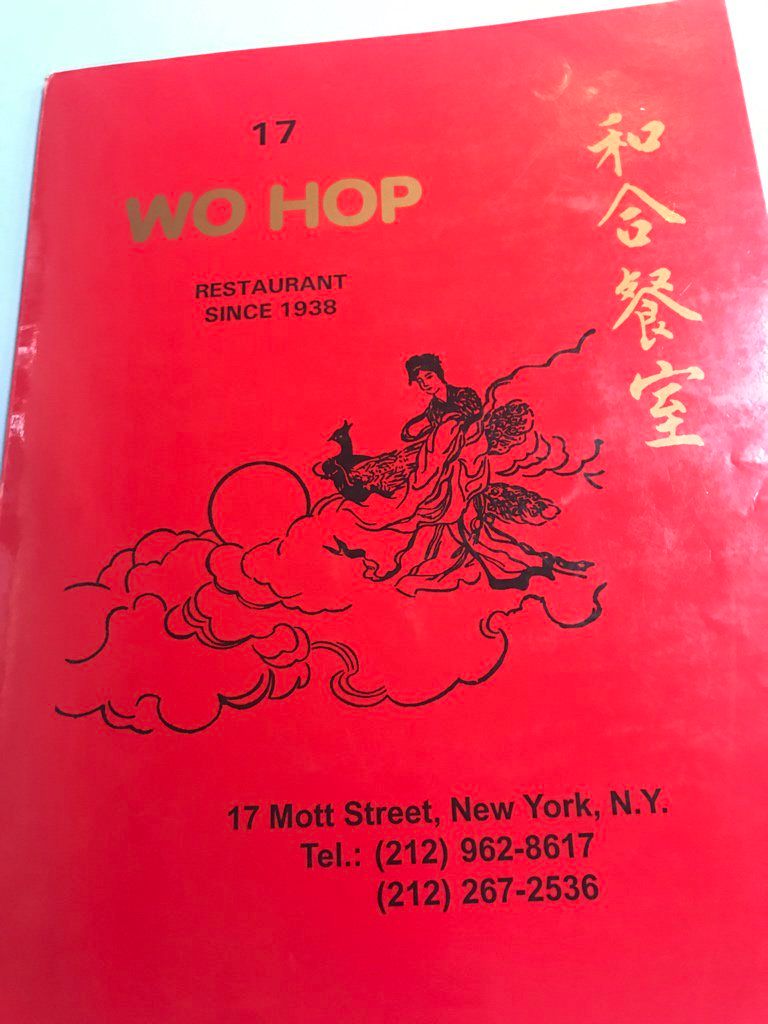 17
WO HOP
RESTAURANT
SINCE 1938
和合餐室
17 Mott Street, New York, N.Y.
Tel.: (212) 962-8617
(212) 267-2536